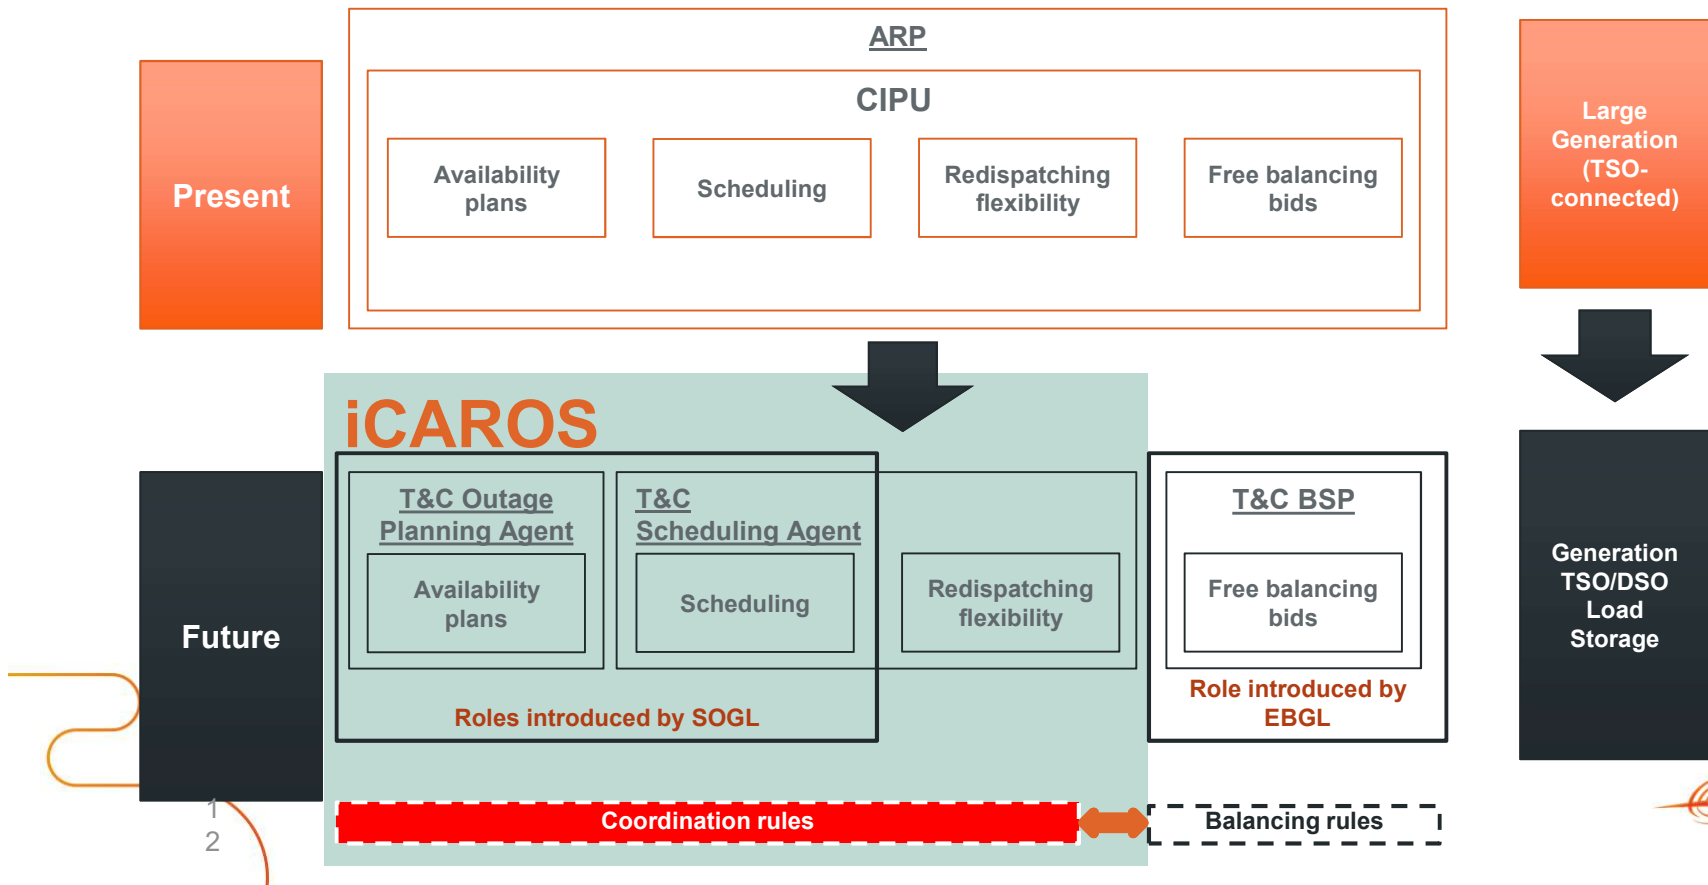 ARP
CIPU
Present
Availability
plans
Scheduling
Redispatching
flexibility
Free balancing
bids
Large
Generation
(TSO-
connected)
iCAROS
Future
T&C Outage
Planning Agent
Availability
plans
T&C
Scheduling Agent
Scheduling
Redispatching
flexibility
T&C BSP
Free balancing
bids
Generation
TSO/DSO
Load
Storage
Roles introduced by SOGL
Role introduced by
EBGL
Coordination rules
Balancing rules
1
2